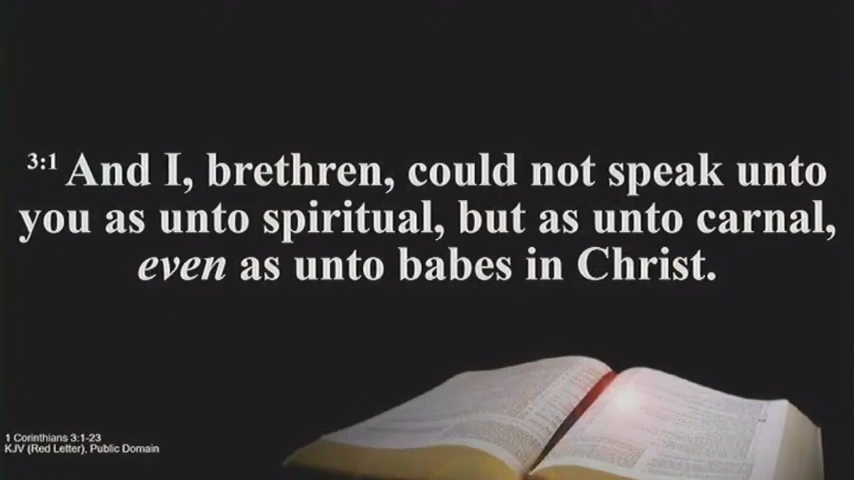 3:1 And I, brethren, could not speak unto
you as unto spiritual, but as unto carnal,
even as unto babes in Christ.
1 Corinthians 3:1-23
KJV (Red Letter), Public Domain